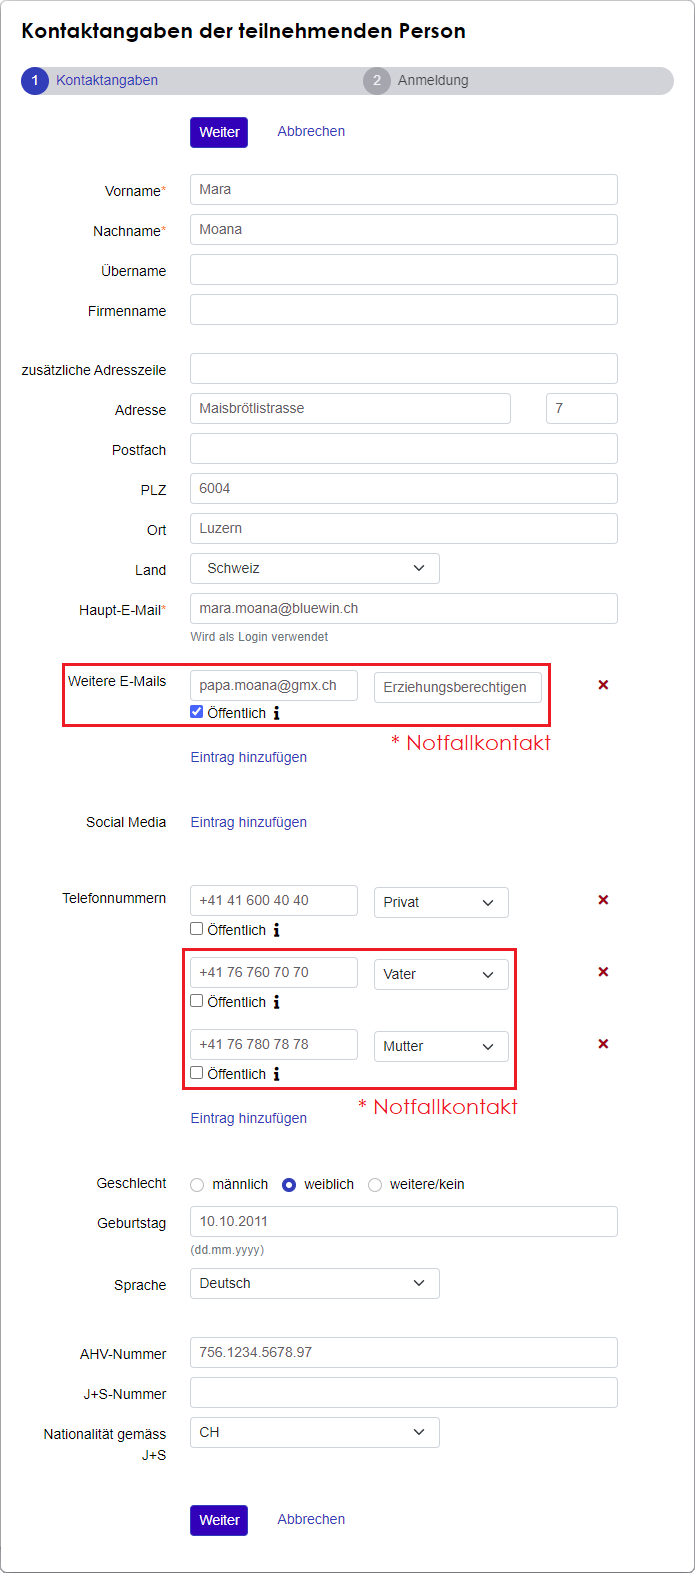 Kontaktangaben der teilnehmenden Person
1 Kontaktangaben 2 Anmeldung
Weiter Abbrechen
Vorname* Mara
Nachname* Moana
Übername
Firmenname
zusätzliche Adresszeile
Adresse Maisbrötlistrasse 7
Postfach
PLZ 6004
Ort Luzern
Land Schweiz
Haupt-E-Mail* mara.moana@bluewin.ch
Wird als Login verwendet
Weitere E-Mails papa.moana@gmx.ch Erziehungsberechtigen
Öffentlich
* Notfallkontakt
Eintrag hinzufügen
Social Media Eintrag hinzufügen
Telefonnummern +41 41 600 40 40 Privat
Öffentlich
+41 76 760 70 70 Vater
Öffentlich
+41 76 780 78 78 Mutter
Öffentlich
* Notfallkontakt
Eintrag hinzufügen
Geschlecht männlich weiblich weitere/kein
Geburtstag 10.10.2011
(dd.mm.yyyy)
Sprache Deutsch
AHV-Nummer 756.1234.5678.97
J+S-Nummer
Nationalität gemäss CH
J+S
Weiter Abbrechen